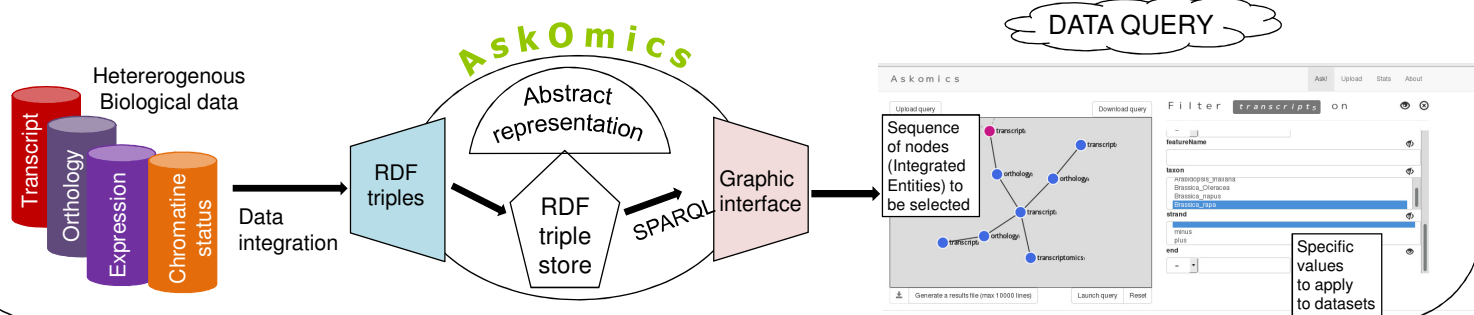 Hetererogenous
Biological data
Transcript
Orthology
Expression
Chromatine
status
Data
integration
AskOmics
Abstract
representation
RDF
triples
RDF
triple
store
SPARQL
Graphic
interface
DATA QUERY
Askomics
Ask! Upload Stats About
Upload query
Download query
Sequence
of nodes
(Integrated
Entities) to
be selected
transcript
transcript
orthology
orthology
transcript
orthology
transcript
transcriptomics
Generate a results file (max 10000 lines)
Launch query
Reset
Filter transcripts on
featureName
taxon
Arabidopsis_thaliana
Brassica_Oleracea
Brassica_napus
Brassica_rapa
strand
minus
plus
end
=
Specific
values
to apply
to datasets